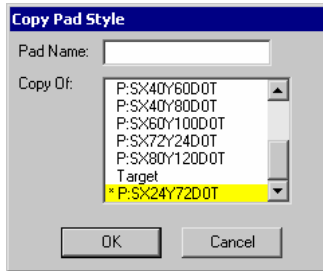 Copy Pad Style
Pad Name:
Copy Of:
P:SX40Y60D0T
P:SX40Y80D0T
P:SX60Y100D0T
P:SX72Y24D0T
P:SX80Y120D0T
Target
* P:SX24Y72D0T
OK
Cancel